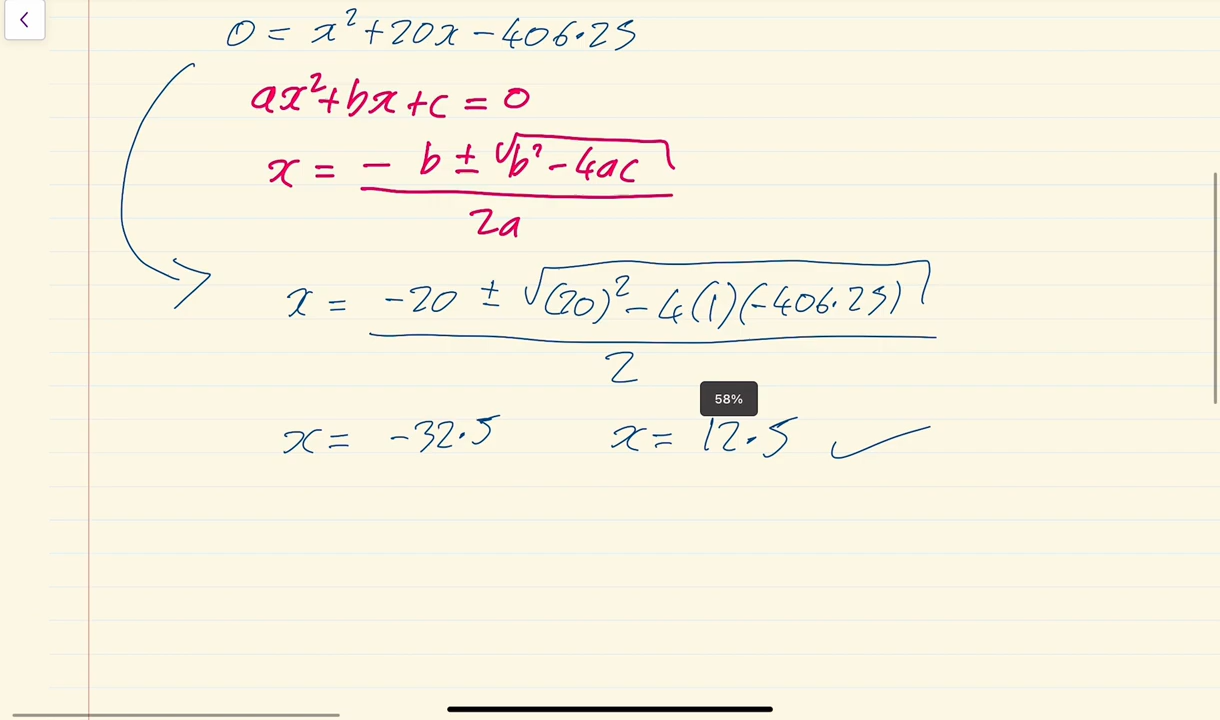 0 = x² + 20x - 406.25
ax² + bx + c = 0
x = - b ± √b² - 4ac
2a
x = -20 ± √(20)² - 4(1)(-406.25)
2
58%
x = -32.5 x = 12.5 ✓